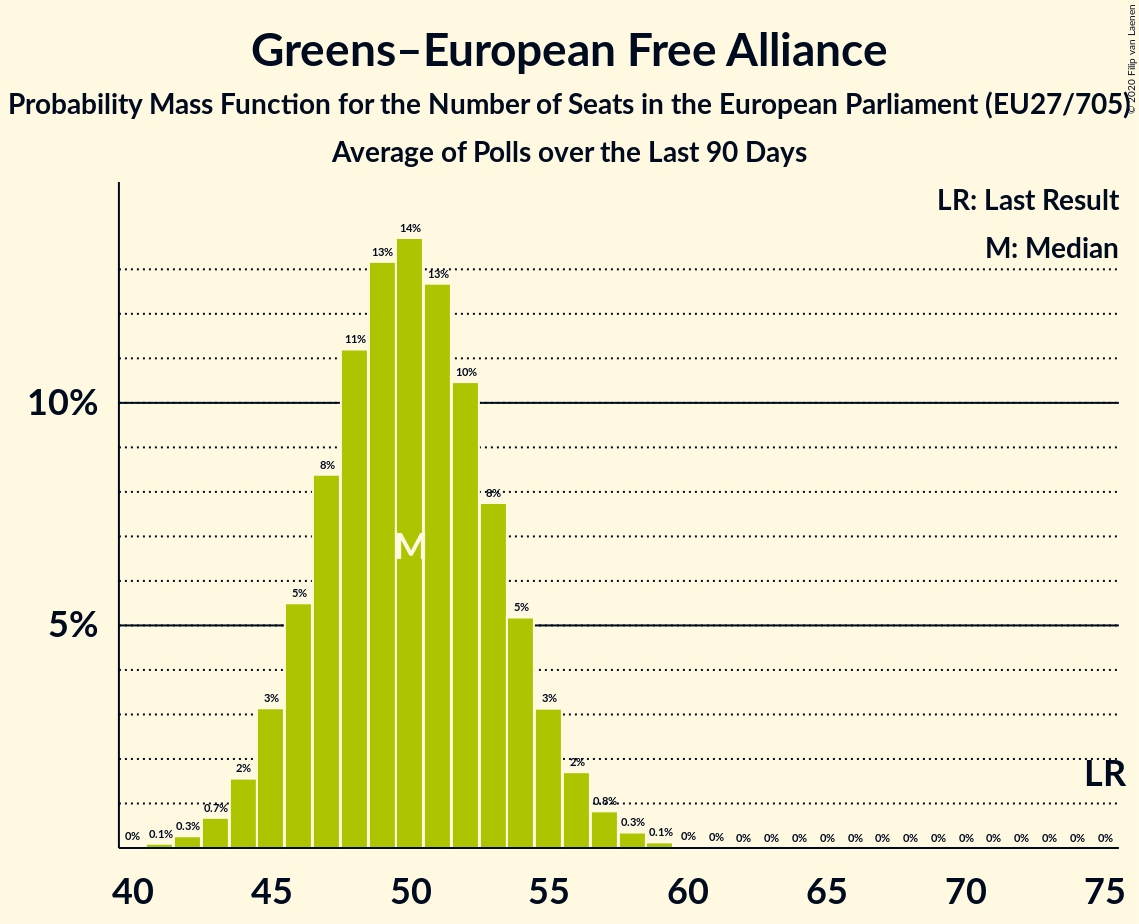 Greens–European Free Alliance
Probability Mass Function for the Number of Seats in the European Parliament (EU27/705)
Average of Polls over the Last 90 Days
© 2020 Filip van Laenen
LR: Last Result
M: Median
14%
13%
13%
11%
10%
10%
8%
8%
M
5%
5%
5%
3%
3%
2%
2%
LR
0.7%
0.8%
0% 0.1% 0.3% 0.3% 0.1% 0% 0% 0% 0% 0% 0% 0% 0% 0% 0% 0% 0% 0% 0% 0% 0%
40 45 50 55 60 65 70 75